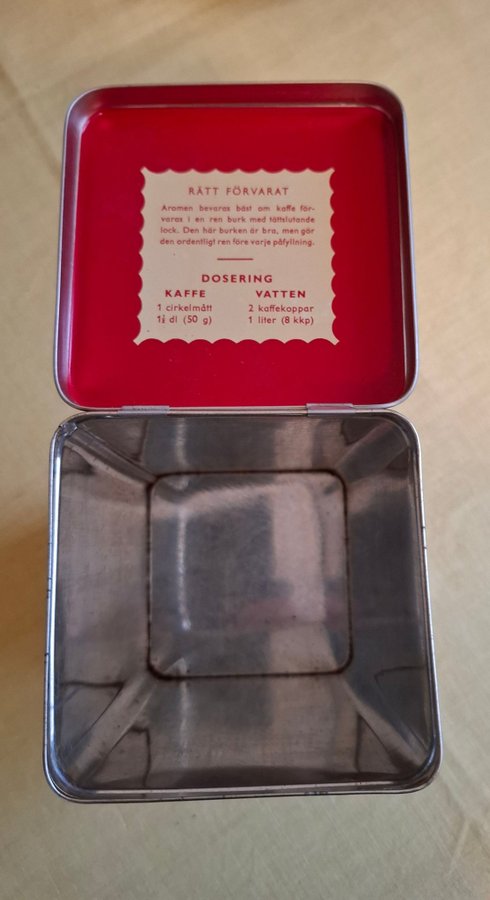 RÄTT FÖRVARAT
Aromen bevaras bäst om kaffe för-
varas i en ren burk med tättslutande
lock. Den här burken är bra, men gör
den ordentligt ren före varje påfyllning.
DOSERING
KAFFE VATTEN
1 cirkelmått 2 kaffekoppar
1½ dl (50 g) 1 liter (8 kkp)